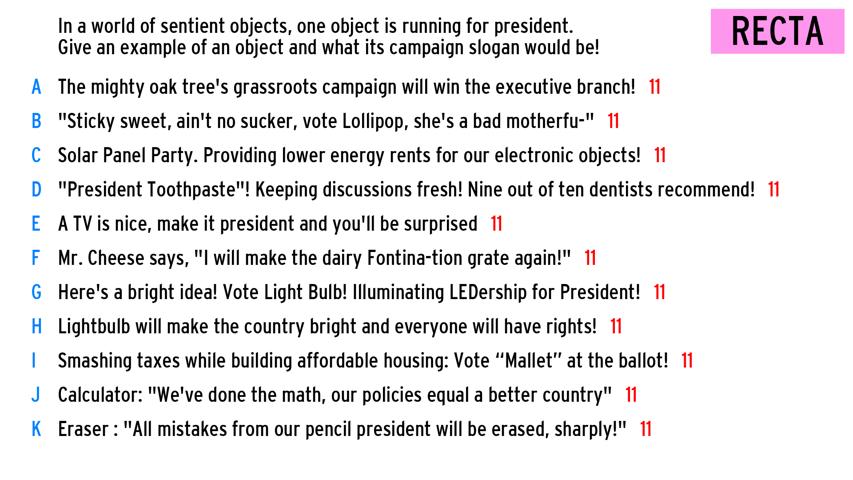 In a world of sentient objects, one object is running for president.
Give an example of an object and what its campaign slogan would be!
RECTA
A The mighty oak tree's grassroots campaign will win the executive branch! 11
B "Sticky sweet, ain't no sucker, vote Lollipop, she's a bad motherfu-" 11
C Solar Panel Party. Providing lower energy rents for our electronic objects! 11
D "President Toothpaste"! Keeping discussions fresh! Nine out of ten dentists recommend! 11
E A TV is nice, make it president and you'll be surprised 11
F Mr. Cheese says, "I will make the dairy Fontina-tion grate again!" 11
G Here's a bright idea! Vote Light Bulb! Illuminating LEDership for President! 11
H Lightbulb will make the country bright and everyone will have rights! 11
I Smashing taxes while building affordable housing: Vote “Mallet” at the ballot! 11
J Calculator: "We've done the math, our policies equal a better country" 11
K Eraser : "All mistakes from our pencil president will be erased, sharply!" 11